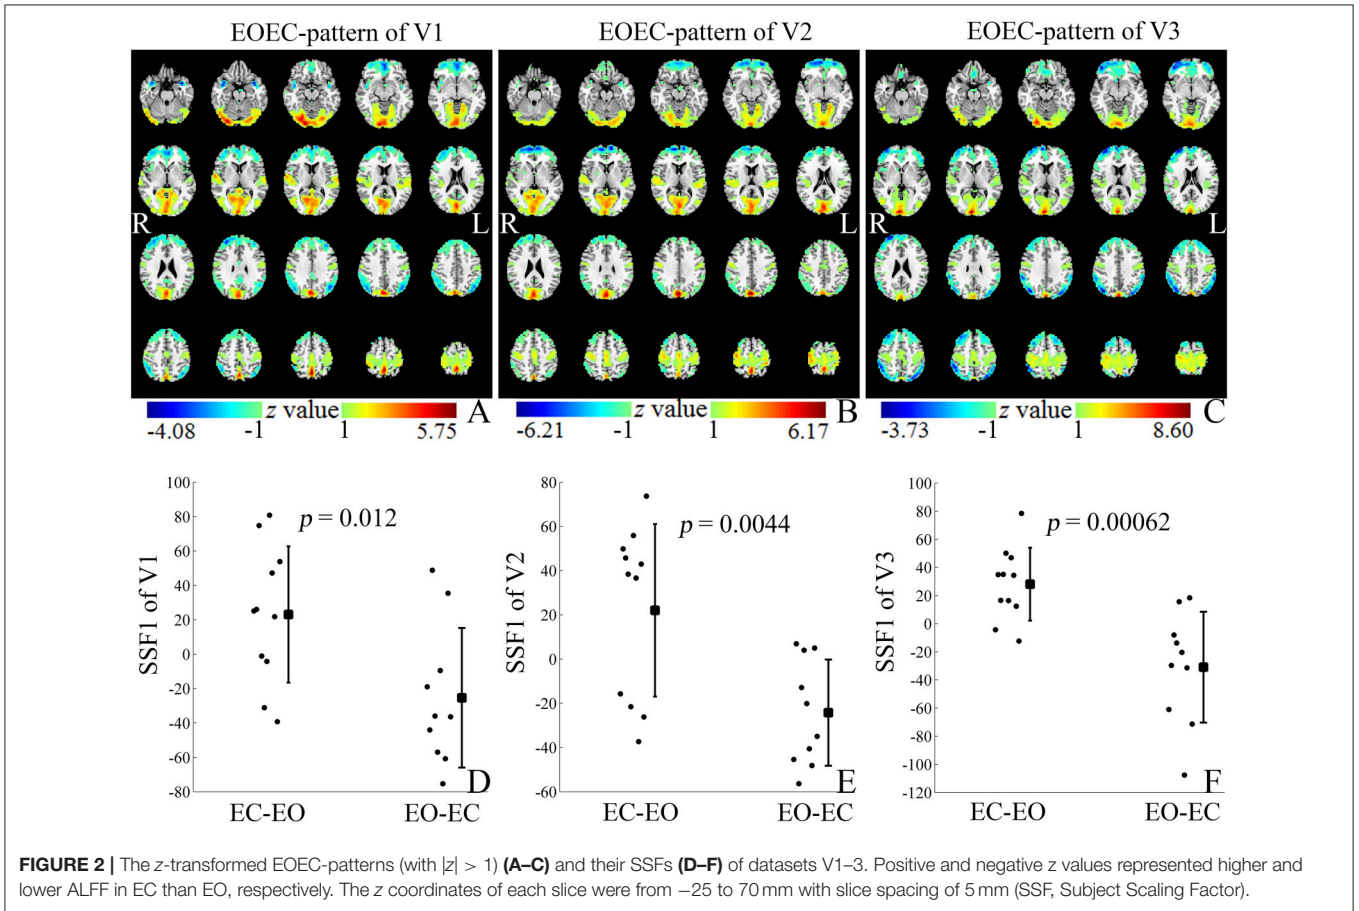 EOEC-pattern of V1 EOEC-pattern of V2 EOEC-pattern of V3
R L R L R L
z value A z value B z value C
-4.08 -1 1 5.75 -6.21 -1 1 6.17 -3.73 -1 1 8.60
SSF1 of V1
100
80
60
40
20
0
-20
-40
-60
-80
p = 0.012
D
EC-EO EO-EC
SSF1 of V2
80
60
40
20
0
-20
-40
-60
p = 0.0044
E
EC-EO EO-EC
SSF1 of V3
100
80
60
40
20
0
-20
-40
-60
-80
-100
-120
p = 0.00062
F
EC-EO EO-EC
FIGURE 2 | The z-transformed EOEC-patterns (with |z| > 1) (A–C) and their SSFs (D–F) of datasets V1–3. Positive and negative z values represented higher and
lower ALFF in EC than EO, respectively. The z coordinates of each slice were from −25 to 70 mm with slice spacing of 5 mm (SSF, Subject Scaling Factor).